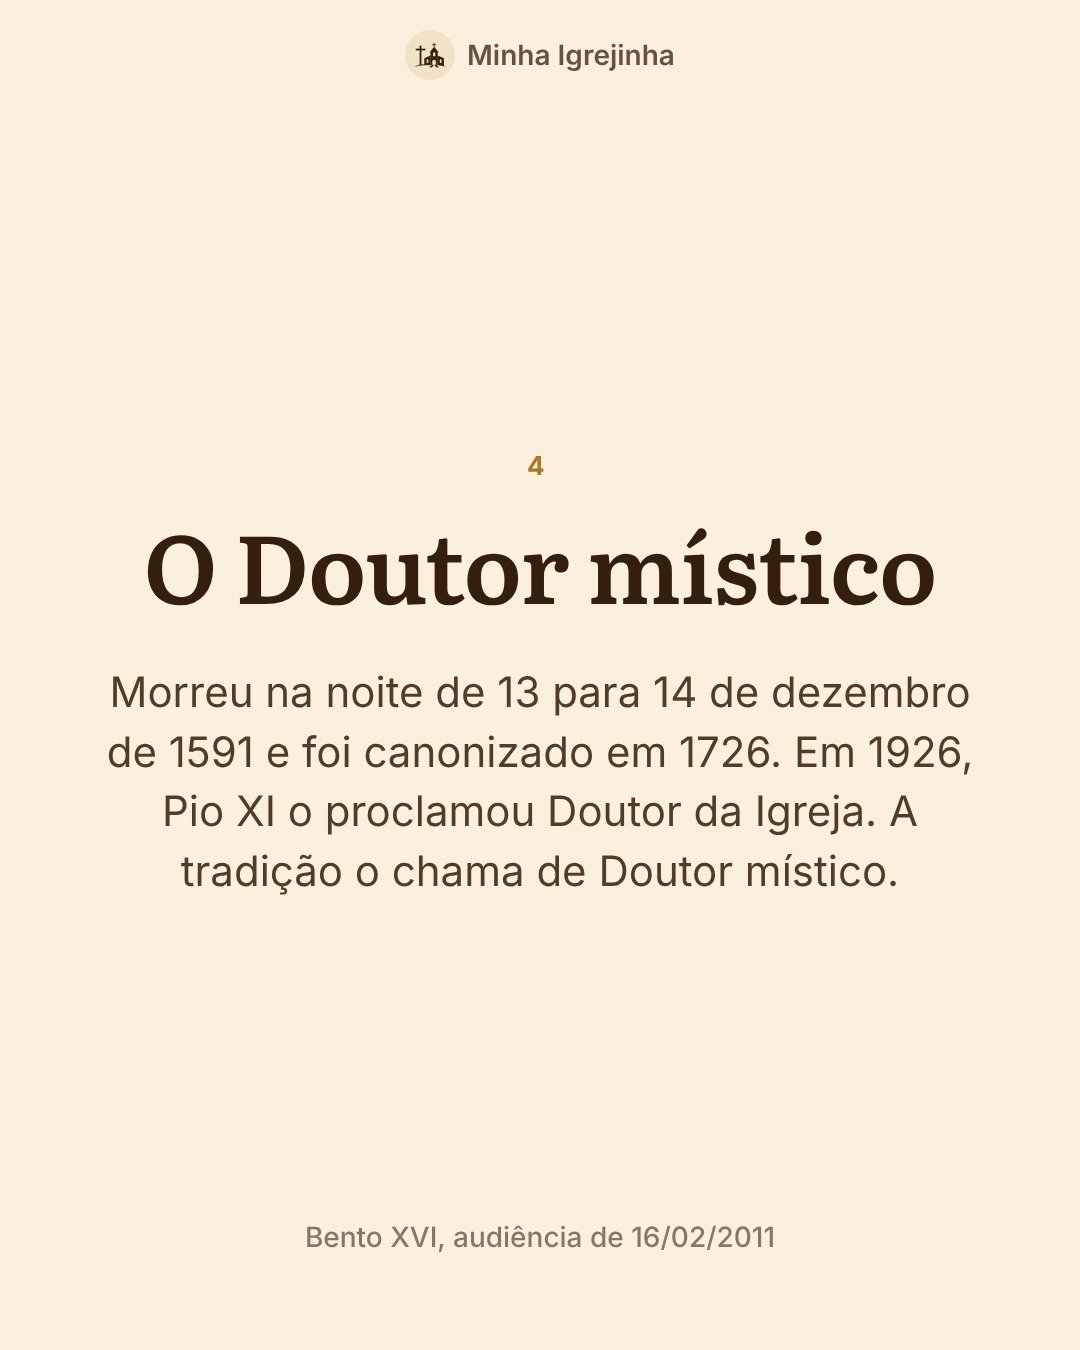 Minha Igrejinha
4
O Doutor místico
Morreu na noite de 13 para 14 de dezembro
de 1591 e foi canonizado em 1726. Em 1926,
Pio XI o proclamou Doutor da Igreja. A
tradição o chama de Doutor místico.
Bento XVI, audiência de 16/02/2011